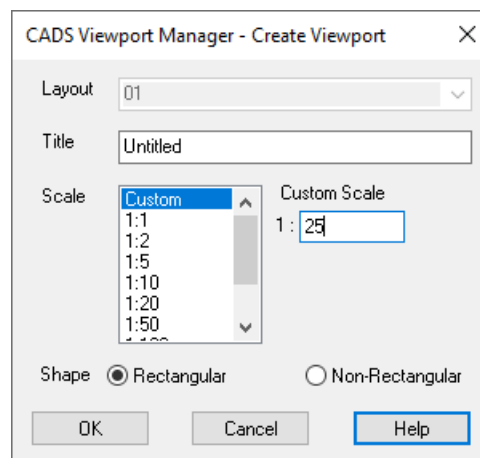 CADS Viewport Manager - Create Viewport
Layout 01
Title Untitled
Scale Custom Custom Scale
1:1 1 : 25
1:2
1:5
1:10
1:20
1:50
Shape Rectangular Non-Rectangular
OK Cancel Help